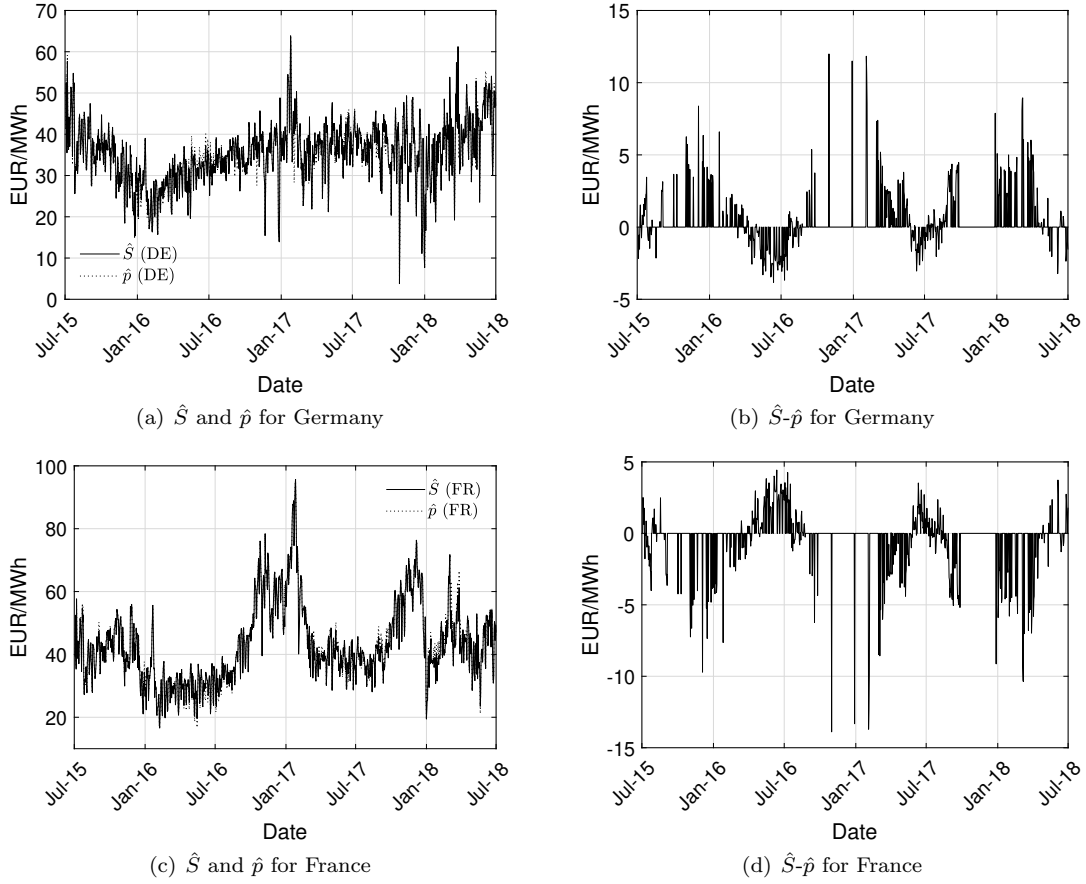 70
60
50
40
30
20
10
0
EUR/MWh
Ŝ (DE)
p̂ (DE)
Jul-15
Jan-16
Jul-16
Jan-17
Jul-17
Jan-18
Jul-18
Date
(a) Ŝ and p̂ for Germany
15
10
5
0
-5
EUR/MWh
Jul-15
Jan-16
Jul-16
Jan-17
Jul-17
Jan-18
Jul-18
Date
(b) Ŝ-p̂ for Germany
100
80
60
40
20
EUR/MWh
Ŝ (FR)
p̂ (FR)
Jul-15
Jan-16
Jul-16
Jan-17
Jul-17
Jan-18
Jul-18
Date
(c) Ŝ and p̂ for France
5
0
-5
-10
-15
EUR/MWh
Jul-15
Jan-16
Jul-16
Jan-17
Jul-17
Jan-18
Jul-18
Date
(d) Ŝ-p̂ for France